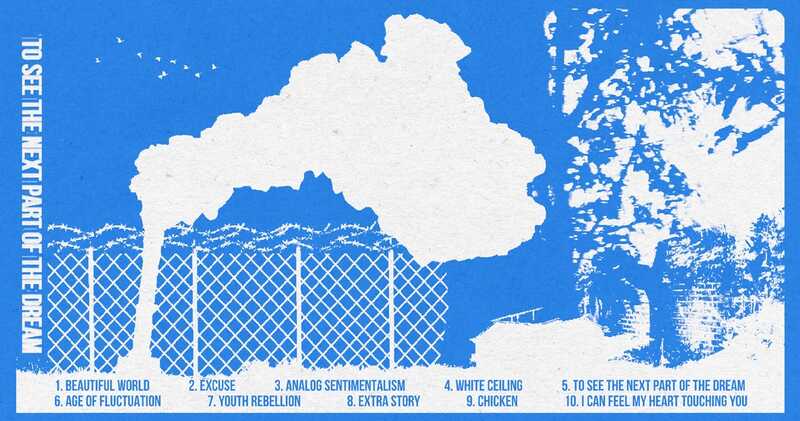 TO SEE THE NEXT PART OF THE DREAM
1. BEAUTIFUL WORLD 2. EXCUSE 3. ANALOG SENTIMENTALISM 4. WHITE CEILING 5. TO SEE THE NEXT PART OF THE DREAM
6. AGE OF FLUCTUATION 7. YOUTH REBELLION 8. EXTRA STORY 9. CHICKEN 10. I CAN FEEL MY HEART TOUCHING YOU